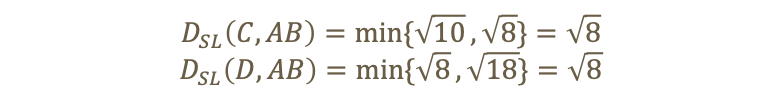 D_SL(C, AB) = min{√10, √8} = √8
D_SL(D, AB) = min{√8, √18} = √8